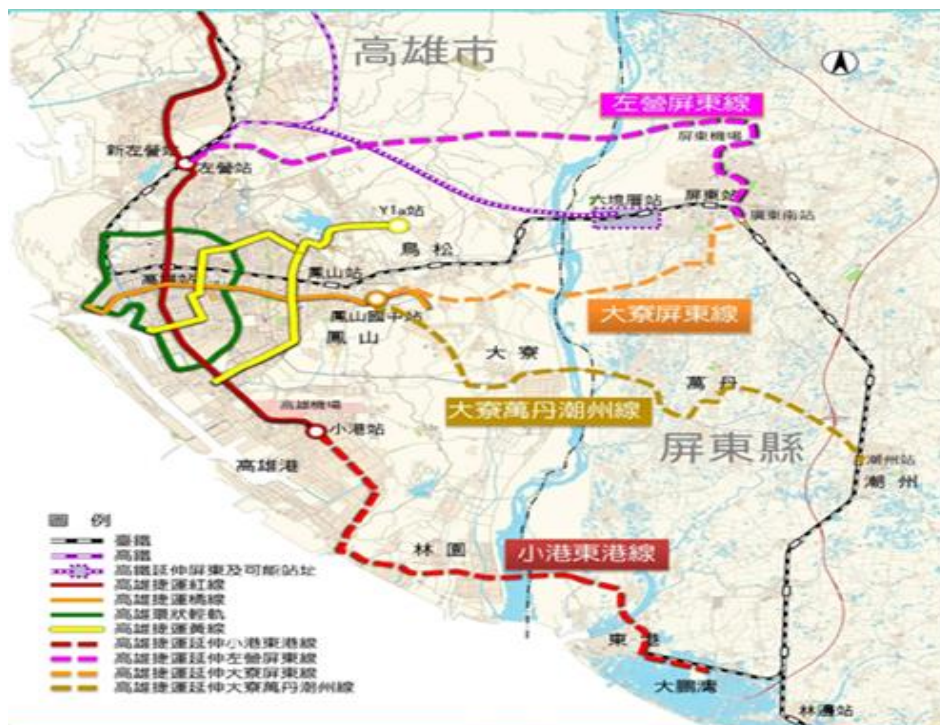 高雄市
左營屏東線
屏東機場
新左營站
左營站
六塊厝站
屏東站
廣東南站
Y1a站
鳥松
鳳山站
高雄站
鳳山國中站
鳳山
大寮屏東線
大寮
萬丹
大寮萬丹潮州線
屏東縣
高雄機場
小港站
高雄港
潮州站
潮州
圖例
林園
小港東港線
臺鐵
高鐵
高鐵延伸屏東及可能站址
高雄捷運紅線
高雄捷運橘線
高雄環狀輕軌
高雄捷運黃線
高雄捷運延伸小港東港線
高雄捷運延伸左營屏東線
高雄捷運延伸大寮屏東線
高雄捷運延伸大寮萬丹潮州線
東港
大鵬灣
林邊站